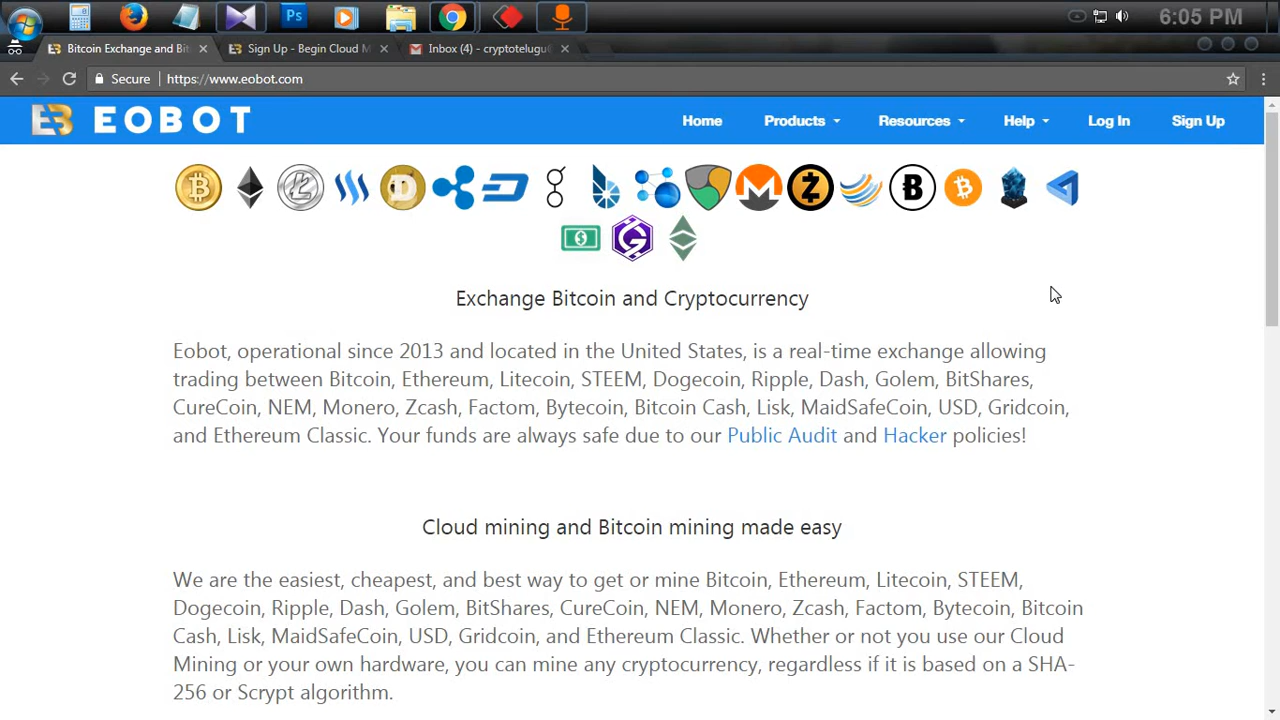 Ps
6:05 PM
Bitcoin Exchange and Bit
Sign Up - Begin Cloud M
Inbox (4) - cryptotelugu
Secure
https://www.eobot.com
EOBOT
Home
Products
Resources
Help
Log In
Sign Up
Exchange Bitcoin and Cryptocurrency
Eobot, operational since 2013 and located in the United States, is a real-time exchange allowing
trading between Bitcoin, Ethereum, Litecoin, STEEM, Dogecoin, Ripple, Dash, Golem, BitShares,
CureCoin, NEM, Monero, Zcash, Factom, Bytecoin, Bitcoin Cash, Lisk, MaidSafeCoin, USD, Gridcoin,
and Ethereum Classic. Your funds are always safe due to our Public Audit and Hacker policies!
Cloud mining and Bitcoin mining made easy
We are the easiest, cheapest, and best way to get or mine Bitcoin, Ethereum, Litecoin, STEEM,
Dogecoin, Ripple, Dash, Golem, BitShares, CureCoin, NEM, Monero, Zcash, Factom, Bytecoin, Bitcoin
Cash, Lisk, MaidSafeCoin, USD, Gridcoin, and Ethereum Classic. Whether or not you use our Cloud
Mining or your own hardware, you can mine any cryptocurrency, regardless if it is based on a SHA-
256 or Scrypt algorithm.